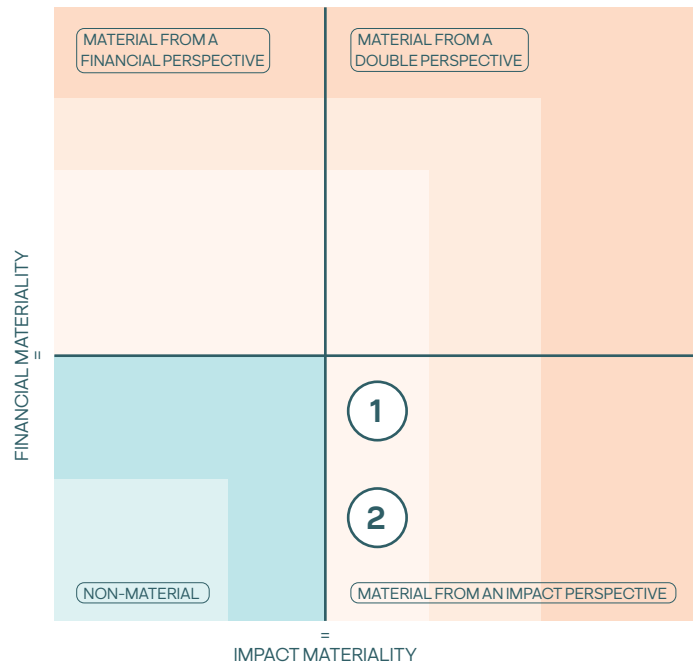 MATERIAL FROM A
FINANCIAL PERSPECTIVE
MATERIAL FROM A
DOUBLE PERSPECTIVE
FINANCIAL MATERIALITY
=
1
2
NON-MATERIAL
MATERIAL FROM AN IMPACT PERSPECTIVE
=
IMPACT MATERIALITY